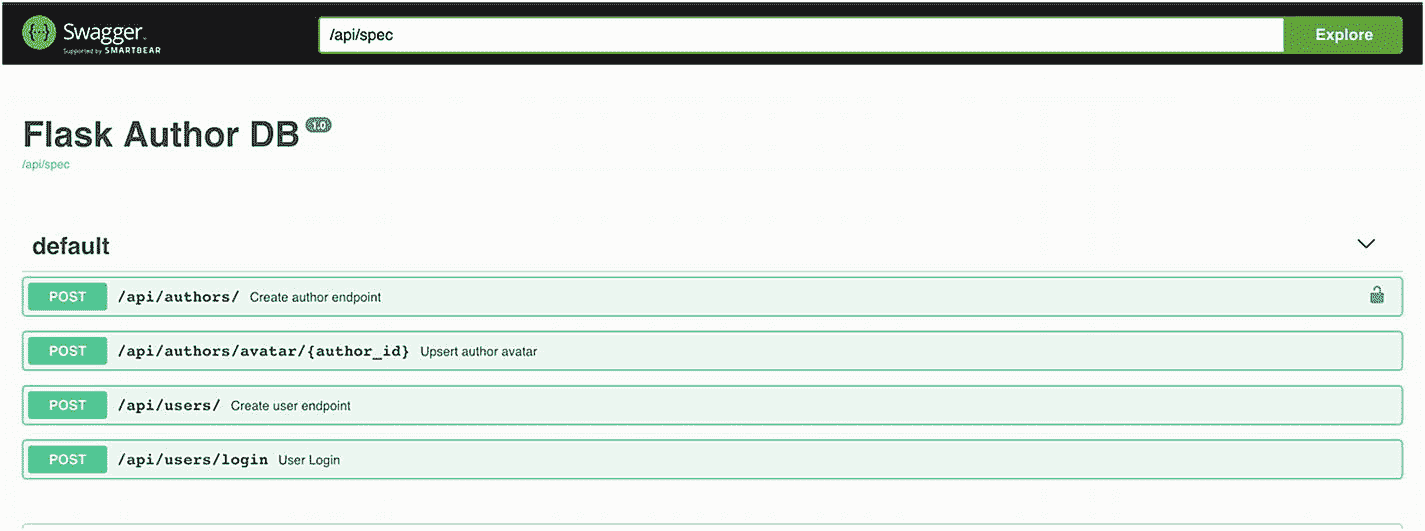 Swagger.
Supported by SMARTBEAR
/api/spec
Explore
Flask Author DB 1.0
/api/spec
default
POST /api/authors/ Create author endpoint
POST /api/authors/avatar/{author_id} Upsert author avatar
POST /api/users/ Create user endpoint
POST /api/users/login User Login